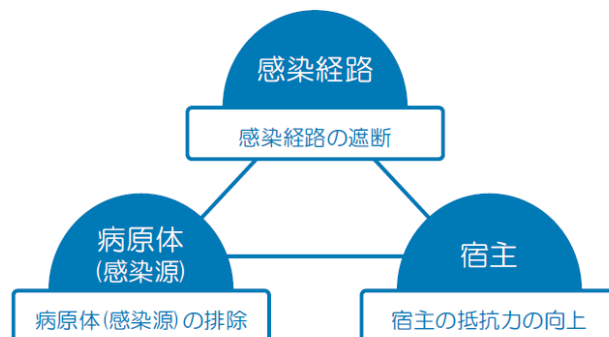 感染経路
感染経路の遮断
病原体
(感染源)
病原体(感染源)の排除
宿主
宿主の抵抗力の向上